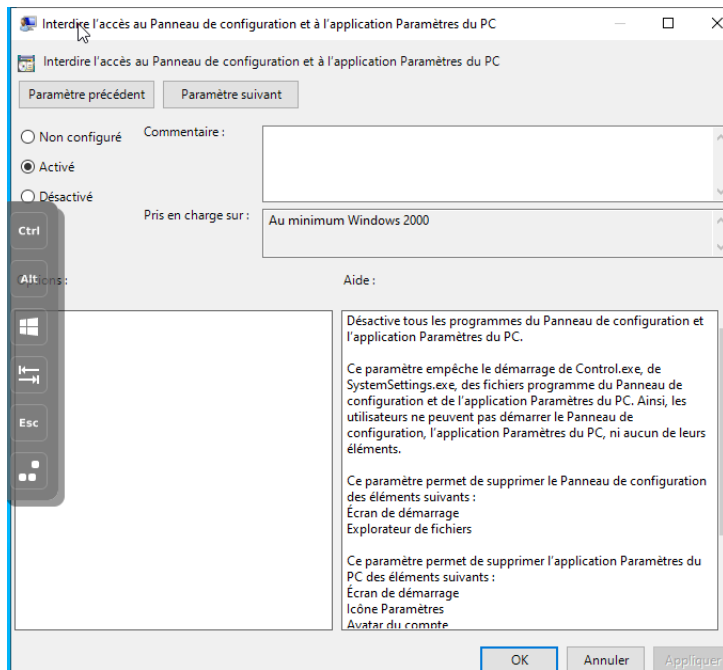 Interdire l'accès au Panneau de configuration et à l'application Paramètres du PC
Interdire l'accès au Panneau de configuration et à l'application Paramètres du PC
Paramètre précédent
Paramètre suivant
Non configuré
Commentaire :
Activé
Désactivé
Pris en charge sur :
Au minimum Windows 2000
Ctrl
Alt
Options :
Aide :
Esc
Désactive tous les programmes du Panneau de configuration et
l'application Paramètres du PC.
Ce paramètre empêche le démarrage de Control.exe, de
SystemSettings.exe, des fichiers programme du Panneau de
configuration et de l'application Paramètres du PC. Ainsi, les
utilisateurs ne peuvent pas démarrer le Panneau de
configuration, l'application Paramètres du PC, ni aucun de leurs
éléments.
Ce paramètre permet de supprimer le Panneau de configuration
des éléments suivants :
Écran de démarrage
Explorateur de fichiers
Ce paramètre permet de supprimer l'application Paramètres du
PC des éléments suivants :
Écran de démarrage
Icône Paramètres
Avatar du compte
OK
Annuler
Appliquer